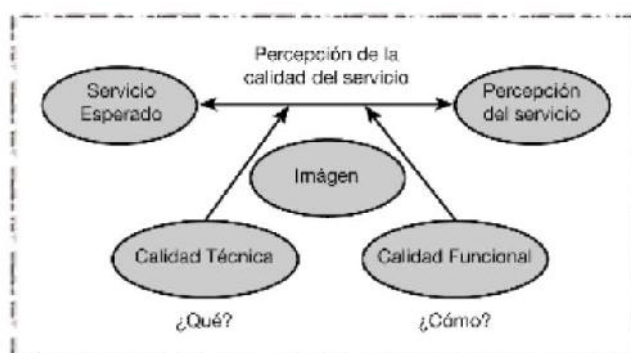 Percepción de la
calidad del servicio
Servicio
Esperado
Percepción
del servicio
Imágen
Calidad Técnica
Calidad Funcional
¿Qué?
¿Cómo?